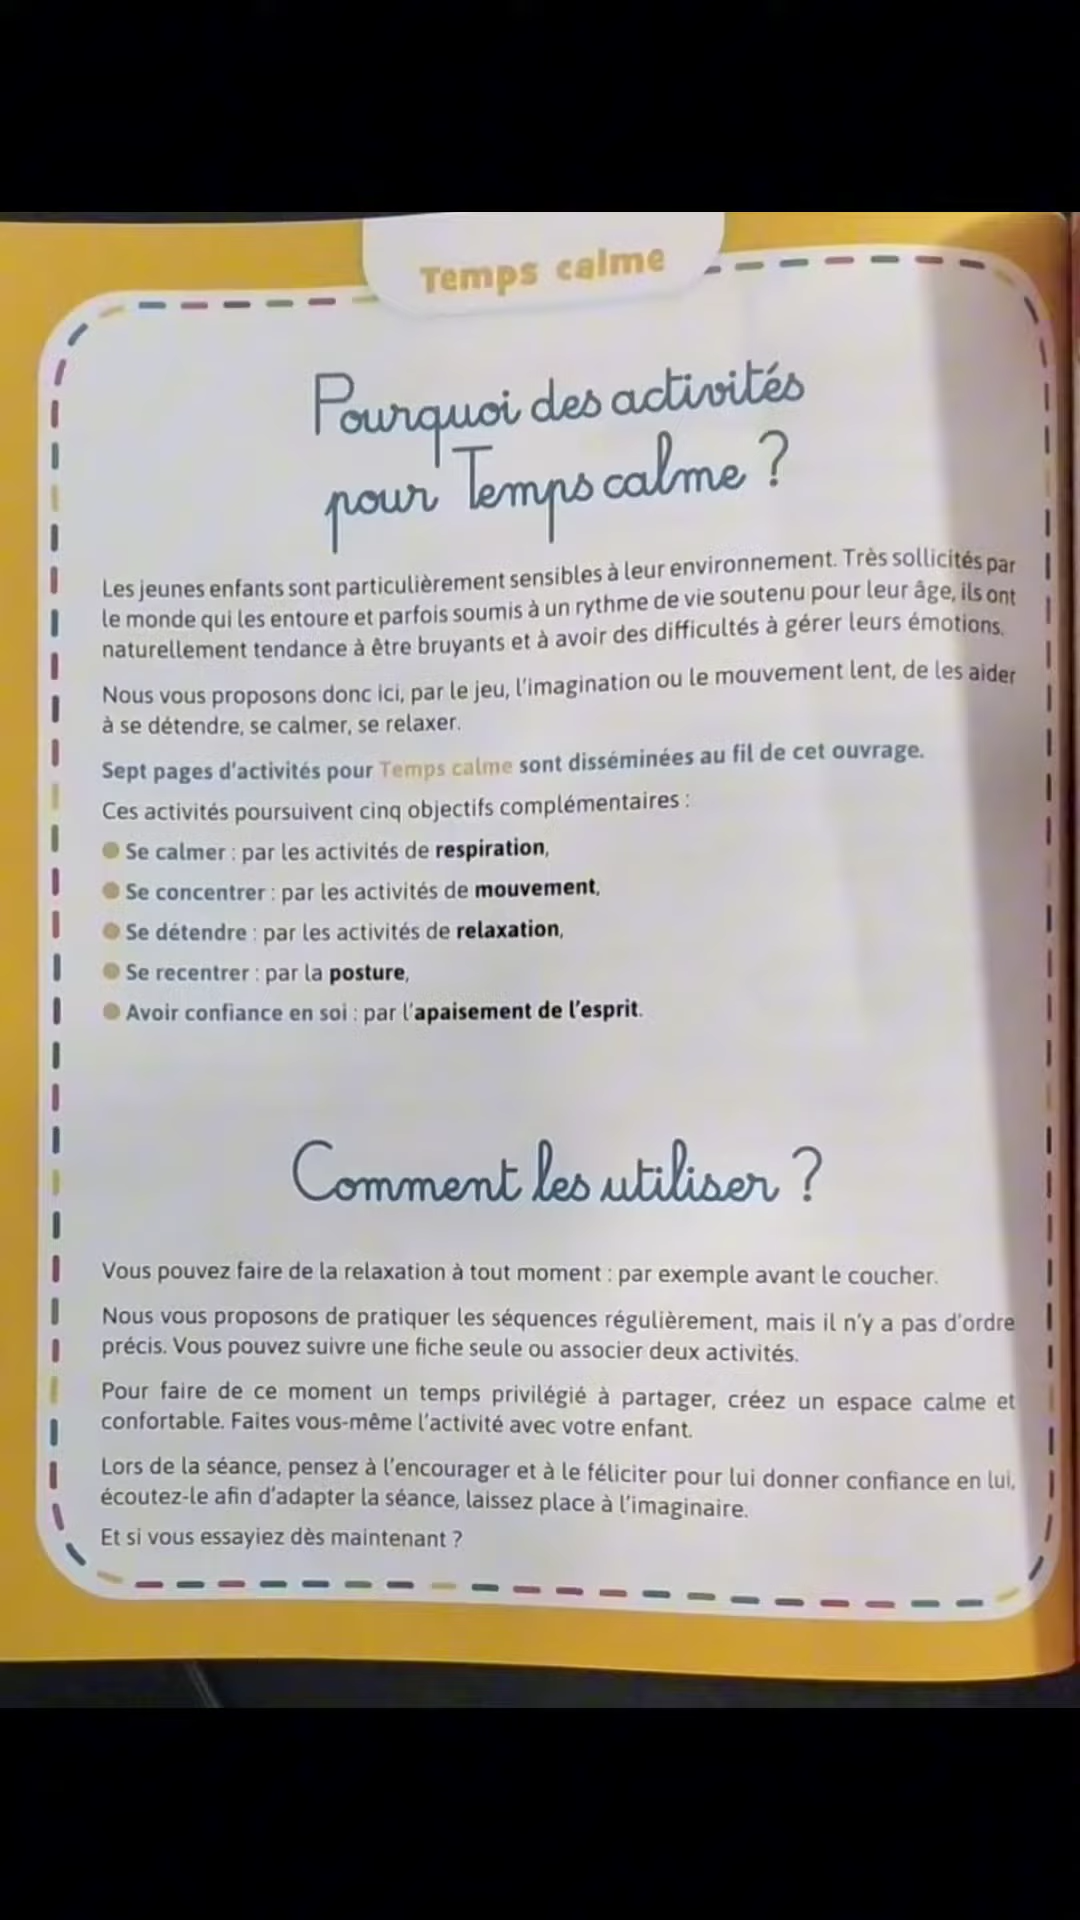 Temps calme
Pourquoi des activités
pour Temps calme ?
Les jeunes enfants sont particulièrement sensibles à leur environnement. Très sollicités par
le monde qui les entoure et parfois soumis à un rythme de vie soutenu pour leur âge, ils ont
naturellement tendance à être bruyants et à avoir des difficultés à gérer leurs émotions.
Nous vous proposons donc ici, par le jeu, l'imagination ou le mouvement lent, de les aider
à se détendre, se calmer, se relaxer.
Sept pages d'activités pour Temps calme sont disséminées au fil de cet ouvrage.
Ces activités poursuivent cinq objectifs complémentaires :
Se calmer : par les activités de respiration,
Se concentrer : par les activités de mouvement,
Se détendre : par les activités de relaxation,
Se recentrer : par la posture,
Avoir confiance en soi : par l'apaisement de l'esprit.
Comment les utiliser ?
Vous pouvez faire de la relaxation à tout moment : par exemple avant le coucher.
Nous vous proposons de pratiquer les séquences régulièrement, mais il n'y a pas d'ordre
précis. Vous pouvez suivre une fiche seule ou associer deux activités.
Pour faire de ce moment un temps privilégié à partager, créez un espace calme et
confortable. Faites vous-même l'activité avec votre enfant.
Lors de la séance, pensez à l'encourager et à le féliciter pour lui donner confiance en lui,
écoutez-le afin d'adapter la séance, laissez place à l'imaginaire.
Et si vous essayiez dès maintenant ?